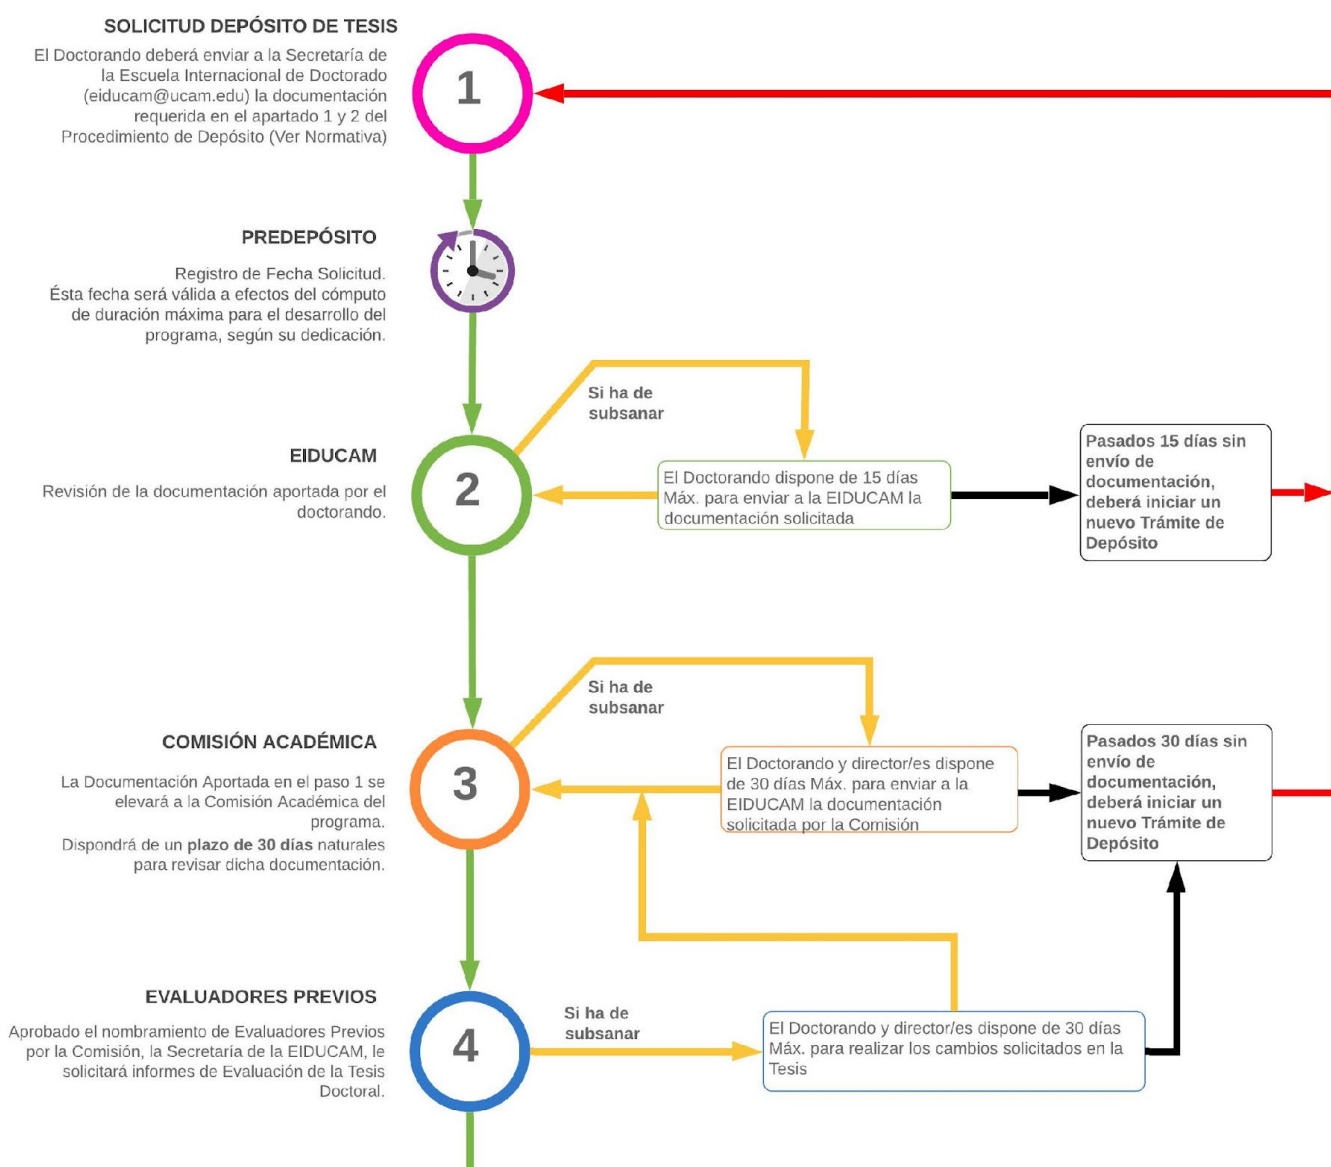 SOLICITUD DEPÓSITO DE TESIS
El Doctorando deberá enviar a la Secretaría de
la Escuela Internacional de Doctorado
(eiducam@ucam.edu) la documentación
requerida en el apartado 1 y 2 del
Procedimiento de Depósito (Ver Normativa)
1
PREDEPÓSITO
Registro de Fecha Solicitud.
Ésta fecha será válida a efectos del cómputo
de duración máxima para el desarrollo del
programa, según su dedicación.
EIDUCAM
Revisión de la documentación aportada por el
doctorando.
2
Si ha de
subsanar
El Doctorando dispone de 15 días
Máx. para enviar a la EIDUCAM la
documentación solicitada
Pasados 15 días sin
envío de
documentación,
deberá iniciar un
nuevo Trámite de
Depósito
COMISIÓN ACADÉMICA
La Documentación Aportada en el paso 1 se
elevará a la Comisión Académica del
programa.
Dispondrá de un plazo de 30 días naturales
para revisar dicha documentación.
3
Si ha de
subsanar
El Doctorando y director/es dispone
de 30 días Máx. para enviar a la
EIDUCAM la documentación
solicitada por la Comisión
Pasados 30 días sin
envío de
documentación,
deberá iniciar un
nuevo Trámite de
Depósito
EVALUADORES PREVIOS
Aprobado el nombramiento de Evaluadores Previos
por la Comisión, la Secretaría de la EIDUCAM, le
solicitará informes de Evaluación de la Tesis
Doctoral.
4
Si ha de
subsanar
El Doctorando y director/es dispone de 30 días
Máx. para realizar los cambios solicitados en la
Tesis